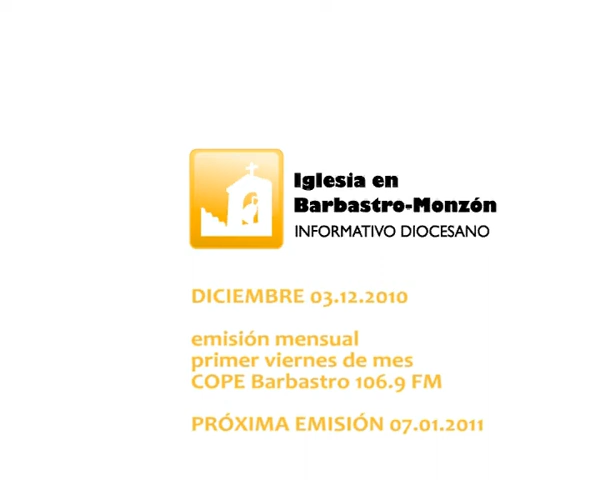 Iglesia en
Barbastro-Monzón
INFORMATIVO DIOCESANO
DICIEMBRE 03.12.2010
emisión mensual
primer viernes de mes
COPE Barbastro 106.9 FM
PRÓXIMA EMISIÓN 07.01.2011